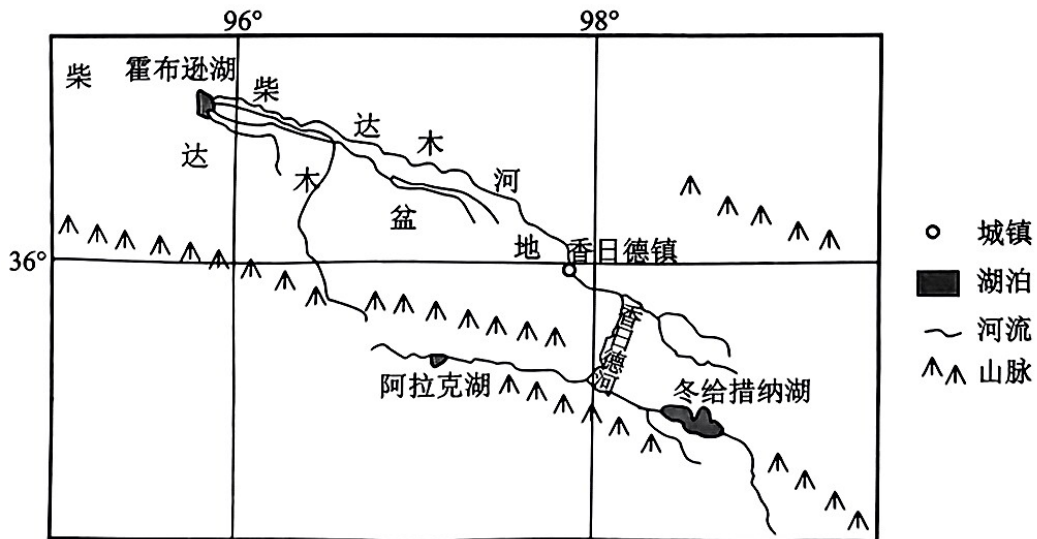 96°
98°
柴
霍布逊湖
柴
达
木
河
达
木
盆
地
36°
香日德镇
香日德河
阿拉克湖
冬给措纳湖
城镇
湖泊
河流
山脉